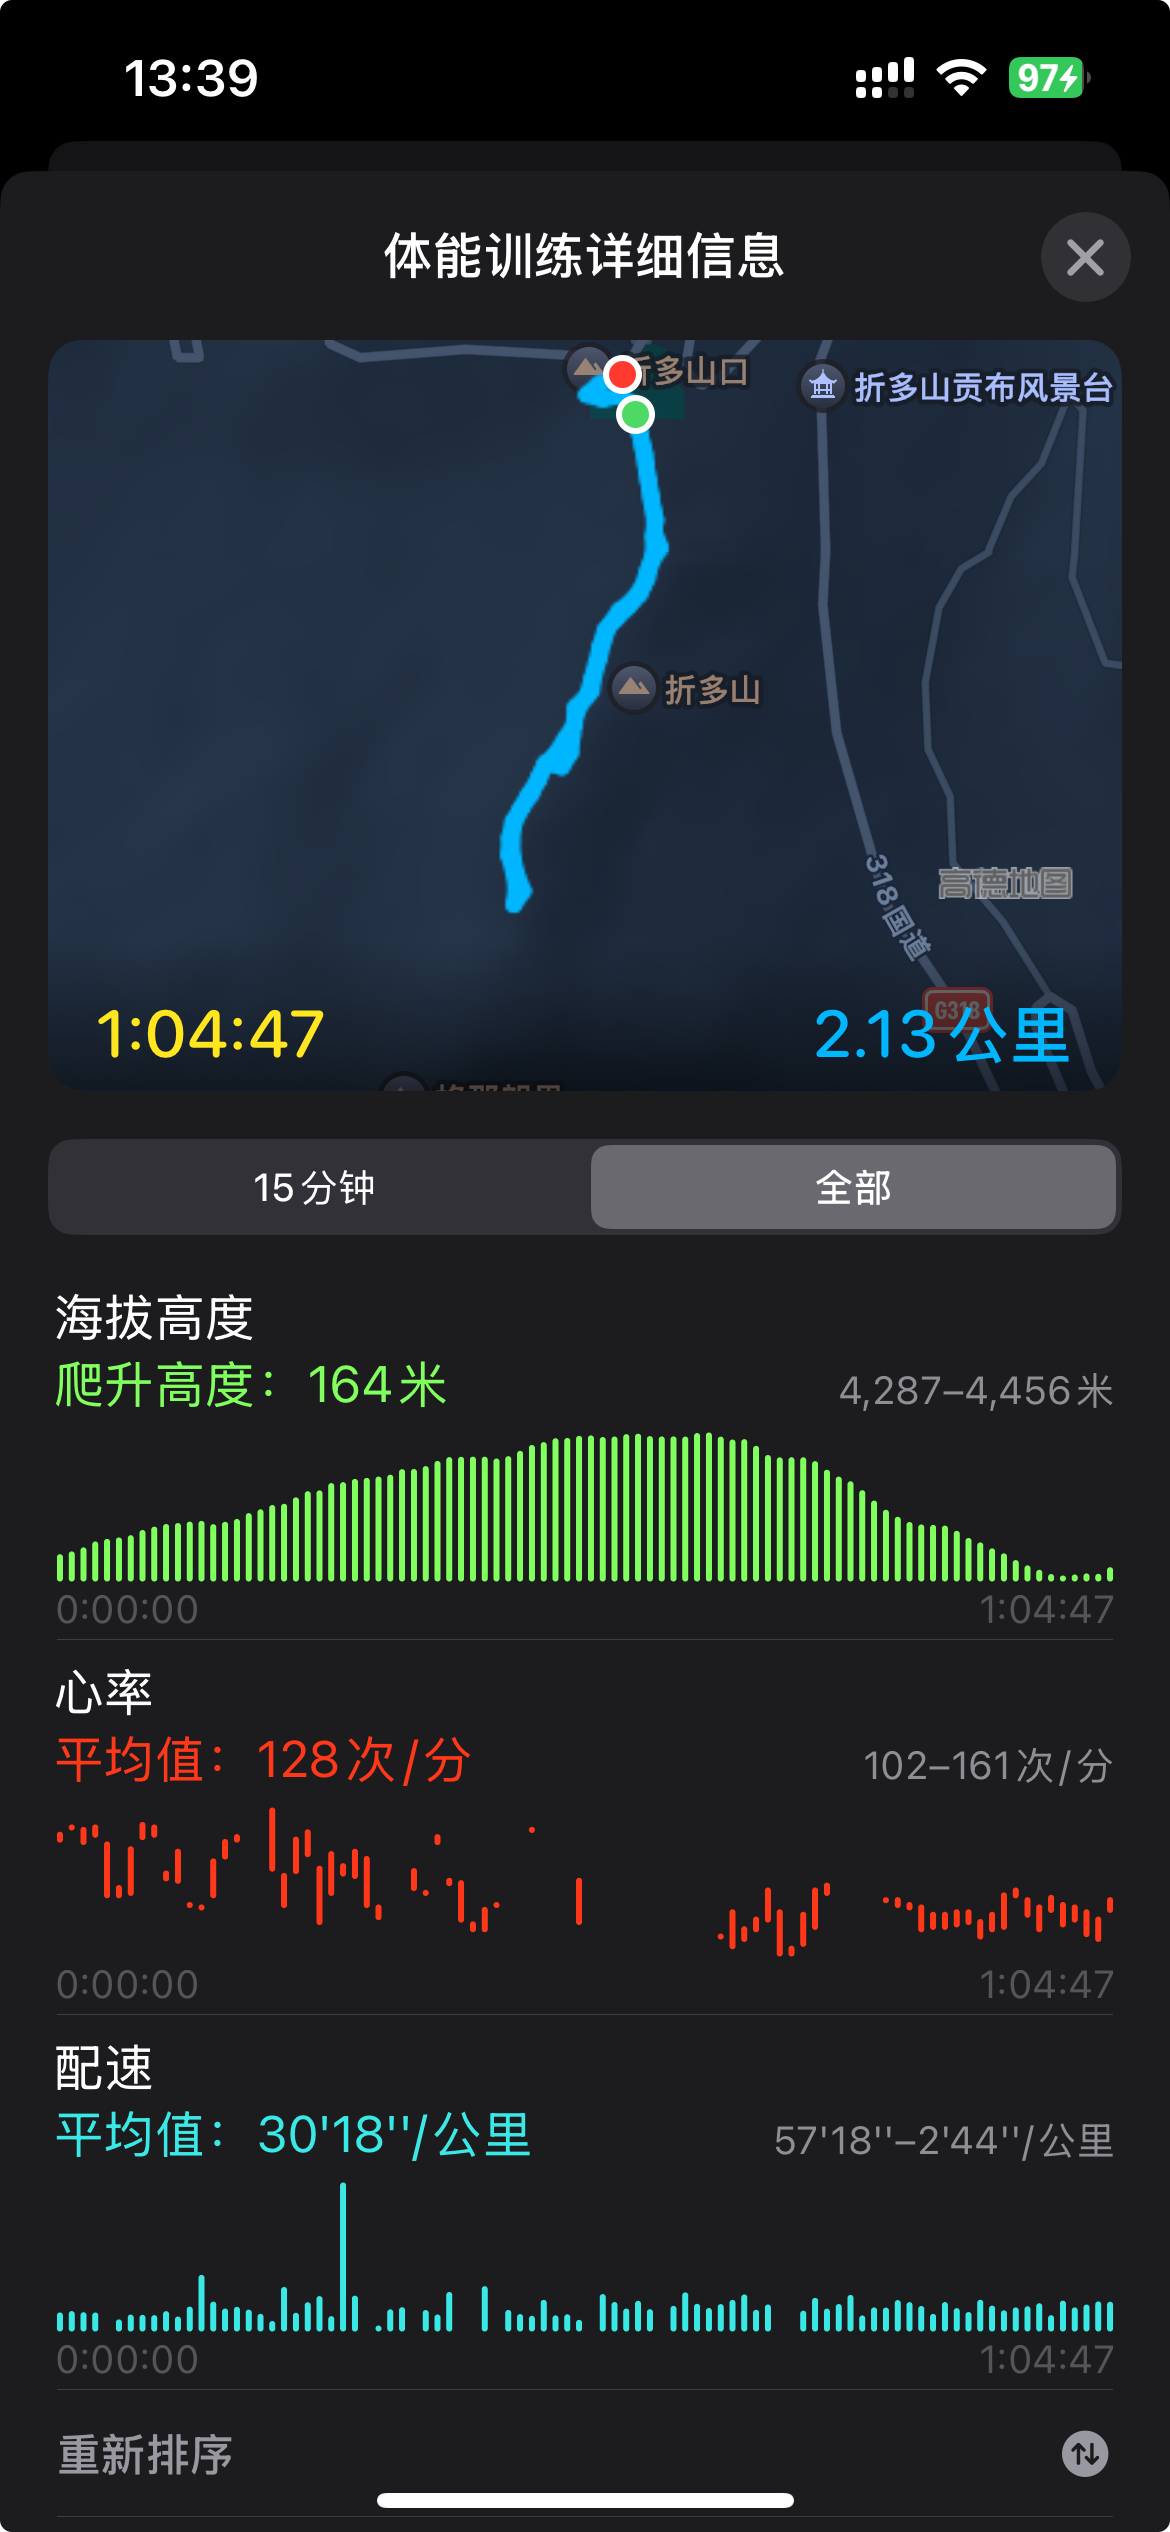 13:39
97
体能训练详细信息
折多山口
折多山贡布风景台
折多山
318国道
高德地图
G318
1:04:47
2.13公里
15分钟
全部
海拔高度
爬升高度：164米
4,287–4,456米
0:00:00
1:04:47
心率
平均值：128次/分
102–161次/分
0:00:00
1:04:47
配速
平均值：30'18''/公里
57'18''–2'44''/公里
0:00:00
1:04:47
重新排序